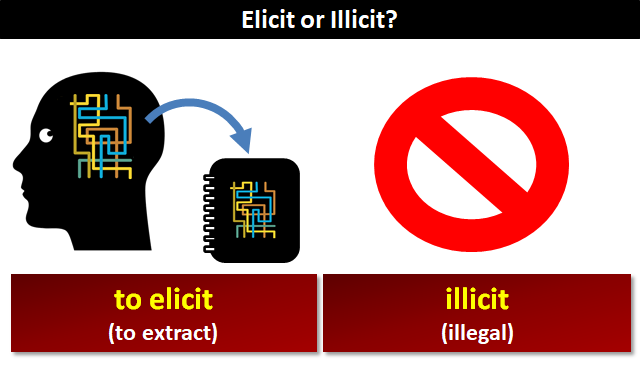 Elicit or Illicit?
to elicit
(to extract)
illicit
(illegal)